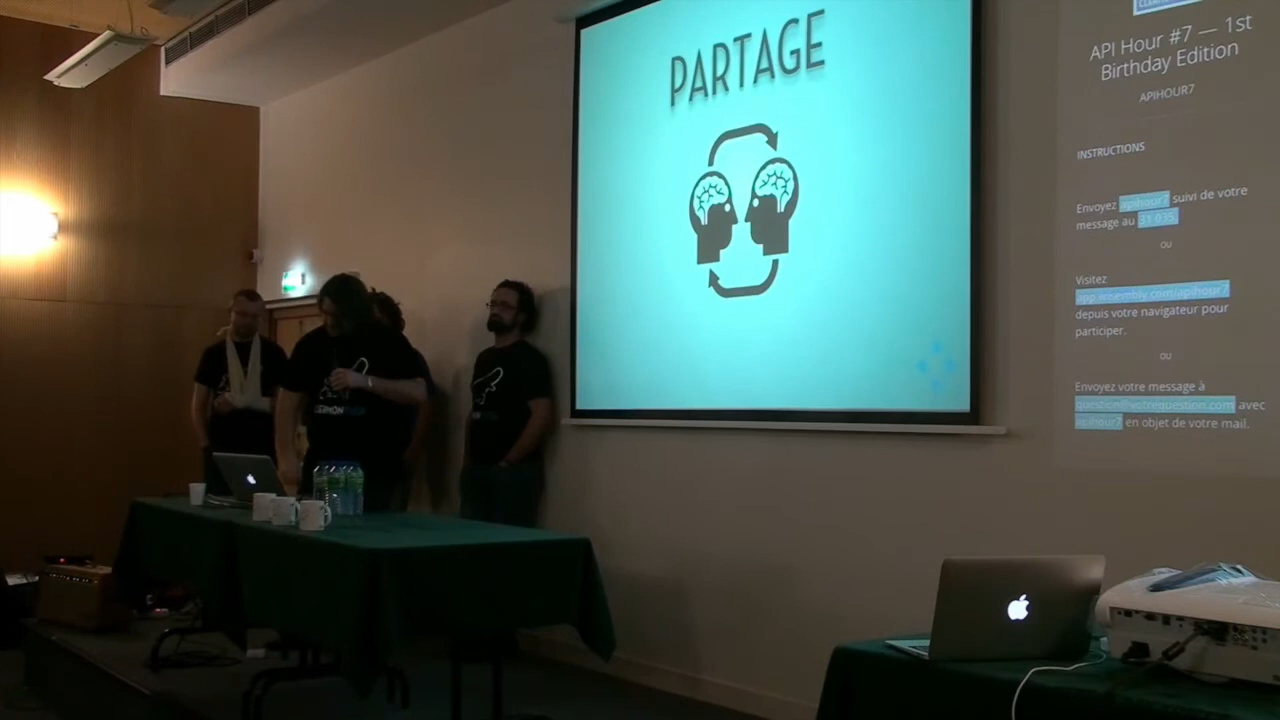 PARTAGE
API Hour #7 — 1st
Birthday Edition
APIHOUR7
INSTRUCTIONS
Envoyez apihour7 suivi de votre
message au 31 035
ou
Visitez
app.wisembly.com/apihour7
depuis votre navigateur pour
participer.
ou
Envoyez votre message à
question@votrequestion.com avec
apihour7 en objet de votre mail.